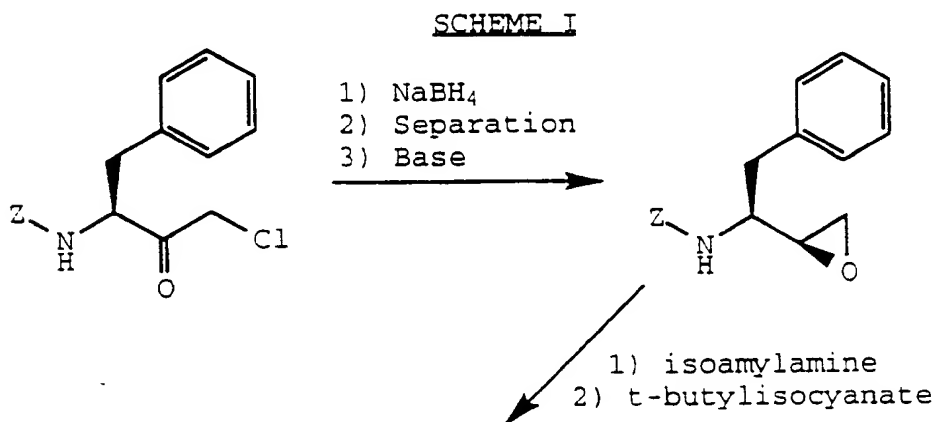 SCHEME I
1) NaBH₄
2) Separation
3) Base
Z
N
H
O
Cl
Z
N
H
O
1) isoamylamine
2) t-butylisocyanate